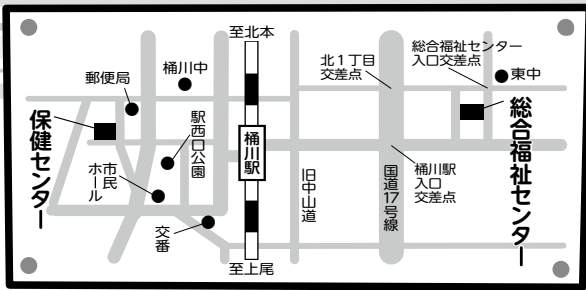 至北本
北1丁目
交差点
総合福祉センター
入口交差点
東中
桶川中
郵便局
保健センター
駅西口公園
市民
ホール
交番
桶川駅
旧中山道
国道17号線
桶川駅
入口
交差点
総合福祉センター
至上尾